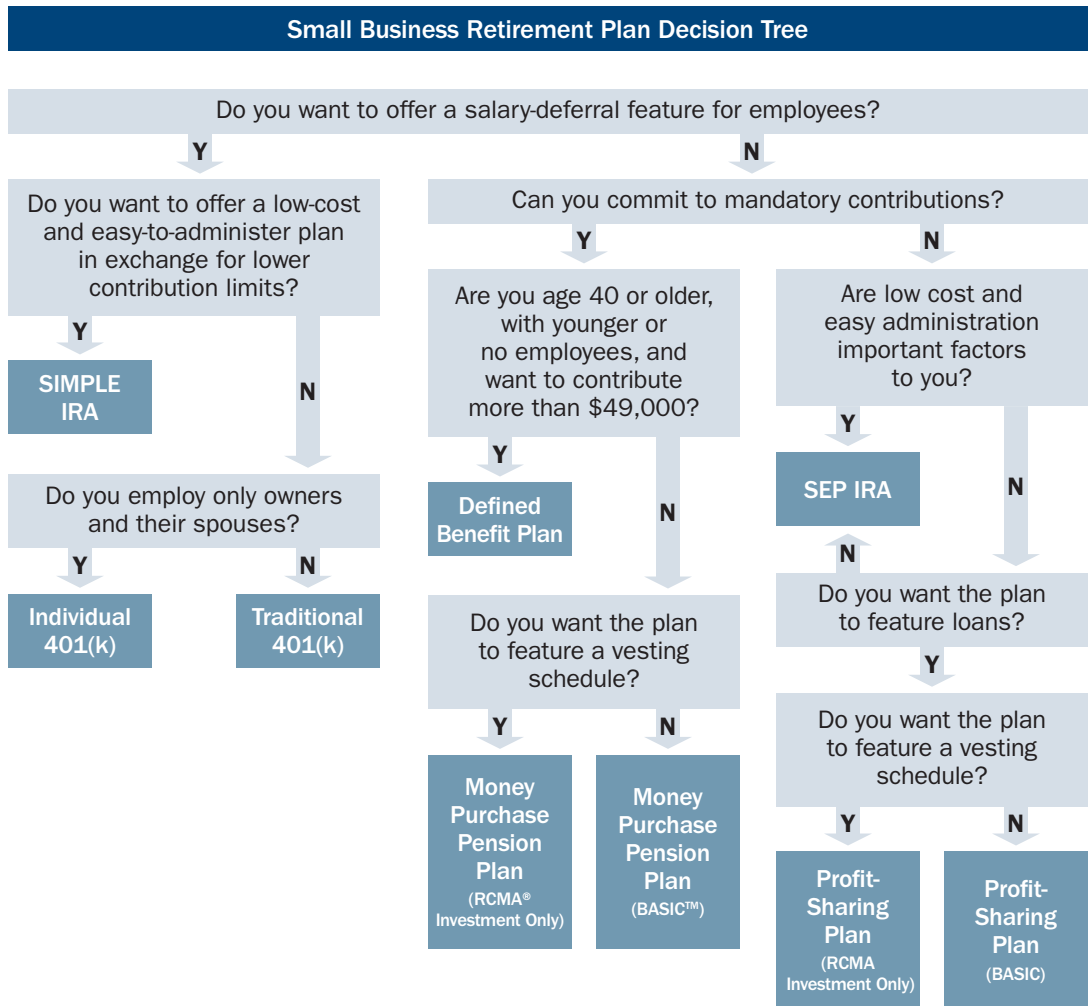 Small Business Retirement Plan Decision Tree
Do you want to offer a salary-deferral feature for employees?
Y
N
Do you want to offer a low-cost
and easy-to-administer plan
in exchange for lower
contribution limits?
Y
SIMPLE
IRA
N
Do you employ only owners
and their spouses?
Y
N
Individual
401(k)
Traditional
401(k)
Can you commit to mandatory contributions?
Y
N
Are you age 40 or older,
with younger or
no employees, and
want to contribute
more than $49,000?
Y
Defined
Benefit Plan
N
Do you want the plan
to feature a vesting
schedule?
Y
N
Money
Purchase
Pension
Plan
(RCMA®
Investment Only)
Money
Purchase
Pension
Plan
(BASIC™)
Are low cost and
easy administration
important factors
to you?
Y
SEP IRA
N
N
Do you want the plan
to feature loans?
Y
Do you want the plan
to feature a vesting
schedule?
Y
N
Profit-
Sharing
Plan
(RCMA
Investment Only)
Profit-
Sharing
Plan
(BASIC)